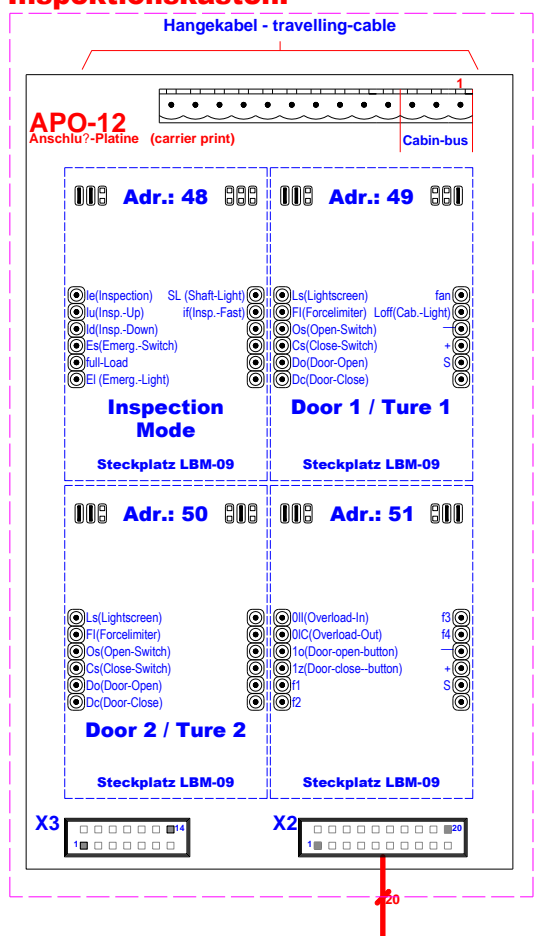 Inspektionskasten:
Hangekabel - travelling-cable
1
APO-12
Anschlu?-Platine (carrier print)
Cabin-bus
Adr.: 48
Ie(Inspection) SL (Shaft-Light)
Iu(Insp.-Up) if(Insp.-Fast)
Id(Insp.-Down)
Es(Emerg.-Switch)
full-Load
El (Emerg.-Light)
Inspection
Mode
Steckplatz LBM-09
Adr.: 49
Ls(Lightscreen) fan
Fl(Forcelimiter) Loff(Cab.-Light)
Os(Open-Switch) —
Cs(Close-Switch) +
Do(Door-Open) S
Dc(Door-Close)
Door 1 / Ture 1
Steckplatz LBM-09
Adr.: 50
Ls(Lightscreen)
Fl(Forcelimiter)
Os(Open-Switch)
Cs(Close-Switch)
Do(Door-Open)
Dc(Door-Close)
Door 2 / Ture 2
Steckplatz LBM-09
Adr.: 51
0ll(Overload-In) f3
0lC(Overload-Out) f4
1o(Door-open-button) —
1z(Door-close--button) +
f1 S
f2
Steckplatz LBM-09
X3
14
1
X2
20
1
20